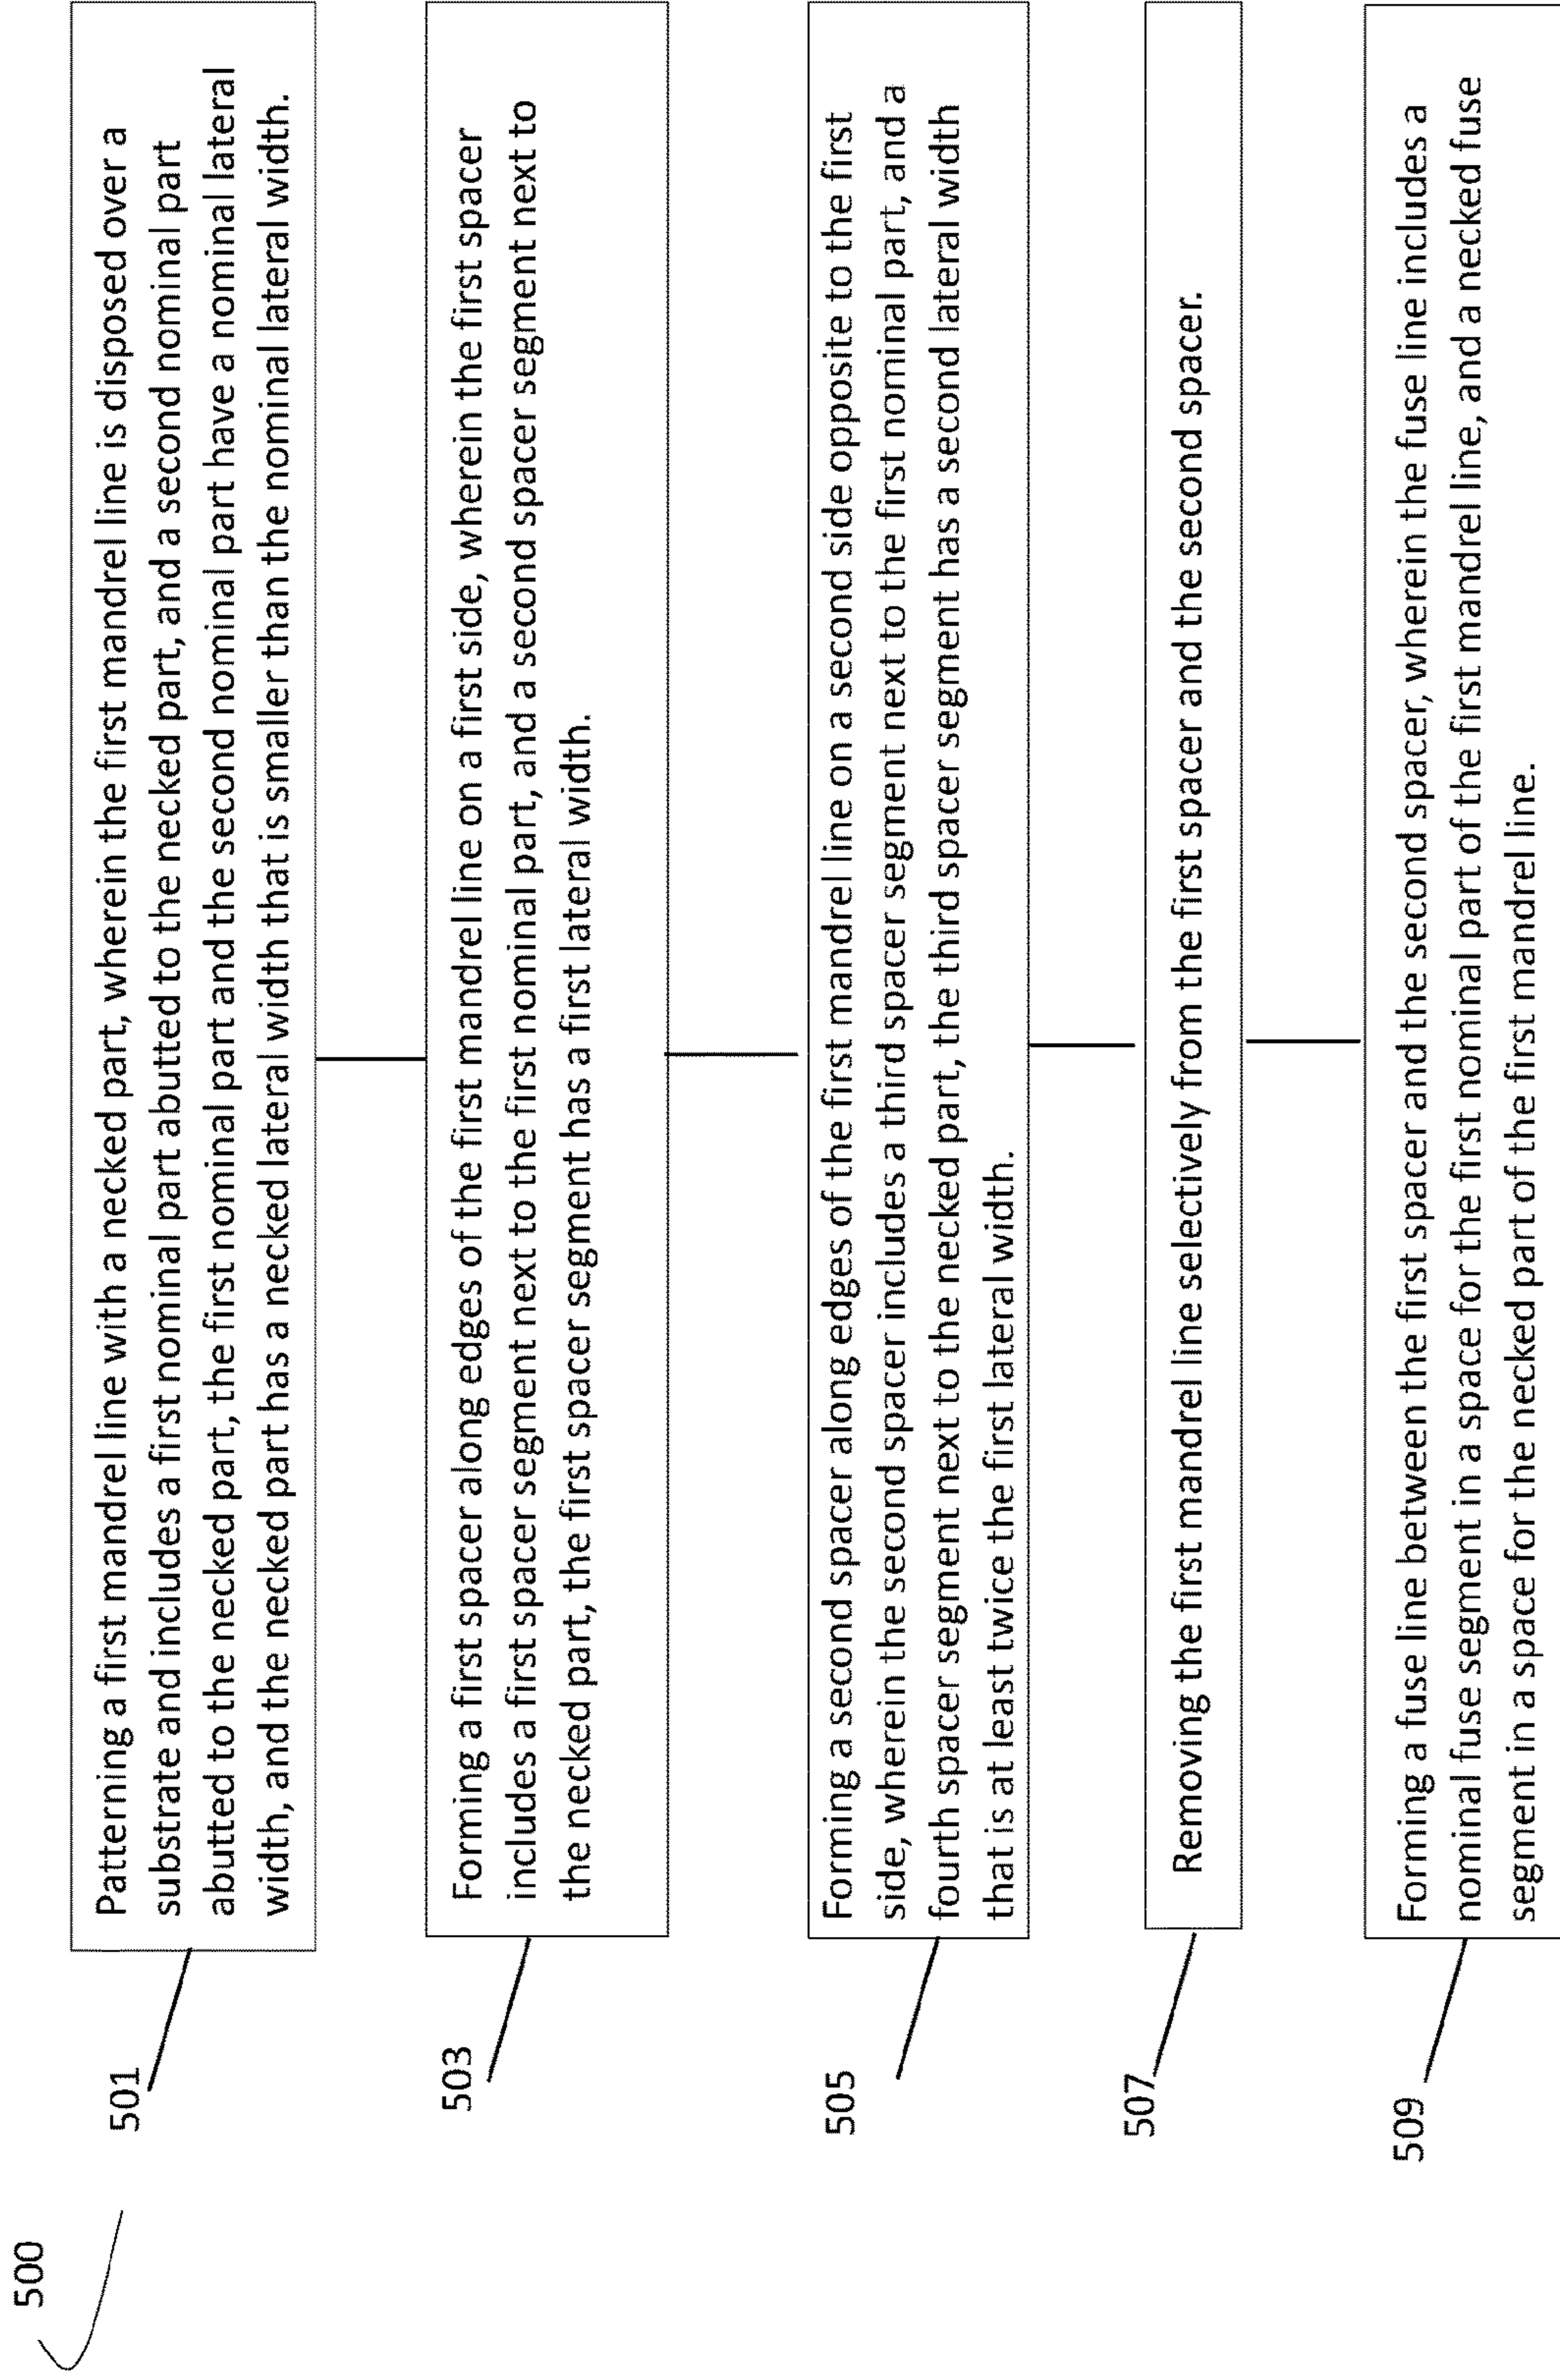 500
501
Patterning a first mandrel line with a necked part, wherein the first mandrel line is disposed over a
substrate and includes a first nominal part abutted to the necked part, and a second nominal part
abutted to the necked part, the first nominal part and the second nominal part have a nominal lateral
width, and the necked part has a necked lateral width that is smaller than the nominal lateral width.
503
Forming a first spacer along edges of the first mandrel line on a first side, wherein the first spacer
includes a first spacer segment next to the first nominal part, and a second spacer segment next to
the necked part, the first spacer segment has a first lateral width.
505
Forming a second spacer along edges of the first mandrel line on a second side opposite to the first
side, wherein the second spacer includes a third spacer segment next to the first nominal part, and a
fourth spacer segment next to the necked part, the third spacer segment has a second lateral width
that is at least twice the first lateral width.
507
Removing the first mandrel line selectively from the first spacer and the second spacer.
509
Forming a fuse line between the first spacer and the second spacer, wherein the fuse line includes a
nominal fuse segment in a space for the first nominal part of the first mandrel line, and a necked fuse
segment in a space for the necked part of the first mandrel line.